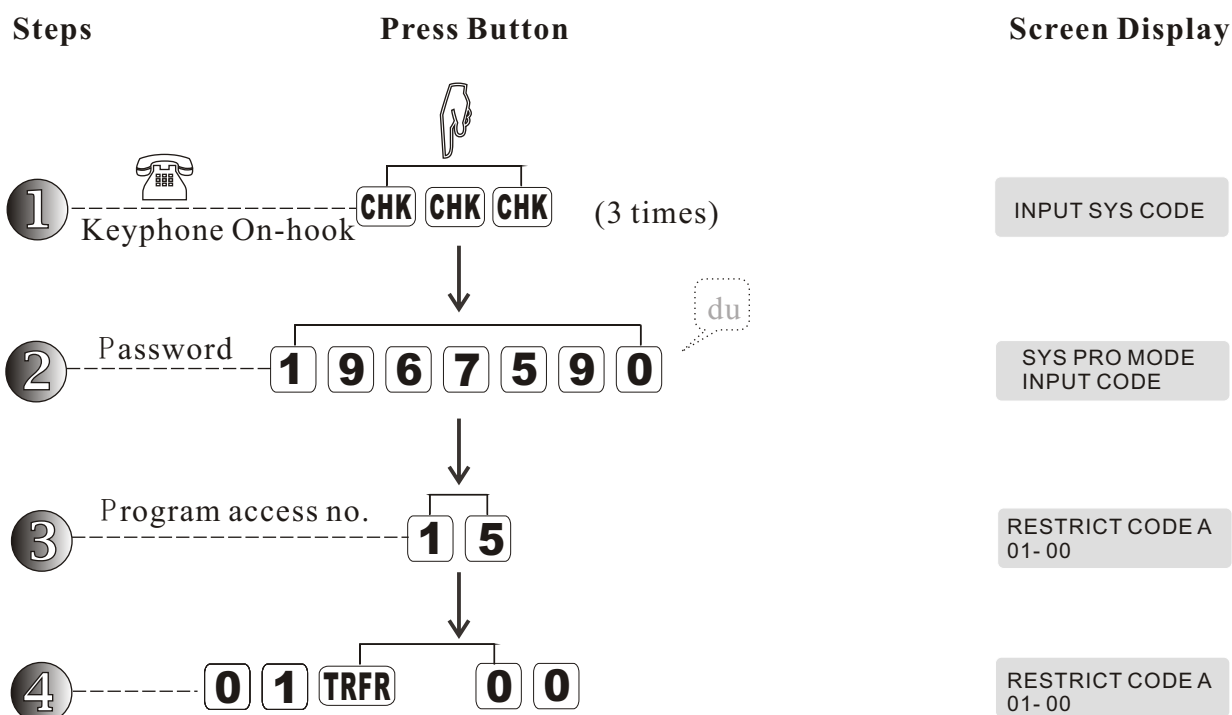 Steps Press Button Screen Display
1 Keyphone On-hook CHK CHK CHK (3 times) INPUT SYS CODE
du
2 Password 1 9 6 7 5 9 0 SYS PRO MODE
INPUT CODE
3 Program access no. 1 5 RESTRICT CODE A
01-00
4 0 1 TRFR 0 0 RESTRICT CODE A
01-00